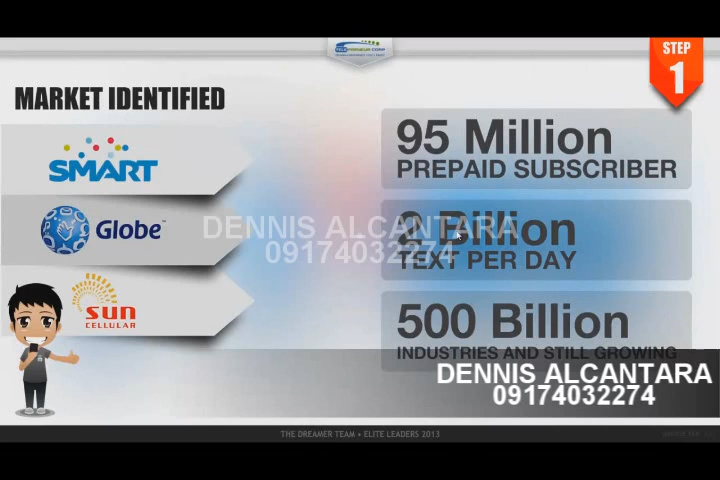 STEP
1
MARKET IDENTIFIED
SMART
Globe
sun
CELLULAR
95 Million
PREPAID SUBSCRIBER
2 Billion
TEXT PER DAY
500 Billion
INDUSTRIES AND STILL GROWING
DENNIS ALCANTARA
09174032274
DENNIS ALCANTARA
09174032274
THE DREAMER TEAM • ELITE LEADERS 2013